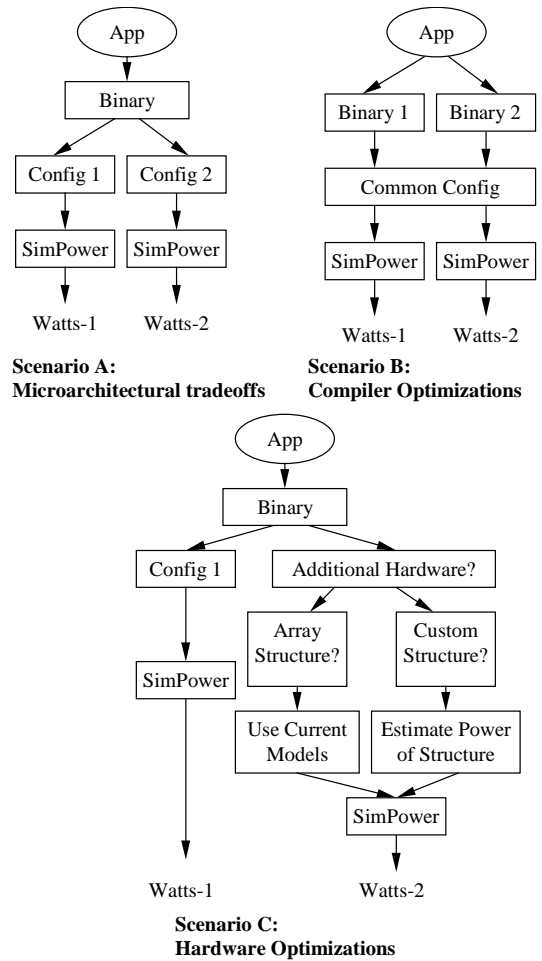 App
Binary
Config 1
Config 2
SimPower
SimPower
Watts-1
Watts-2
Scenario A:
Microarchitectural tradeoffs
App
Binary 1
Binary 2
Common Config
SimPower
SimPower
Watts-1
Watts-2
Scenario B:
Compiler Optimizations
App
Binary
Config 1
Additional Hardware?
Array
Structure?
Custom
Structure?
SimPower
Use Current
Models
Estimate Power
of Structure
SimPower
Watts-1
Watts-2
Scenario C:
Hardware Optimizations